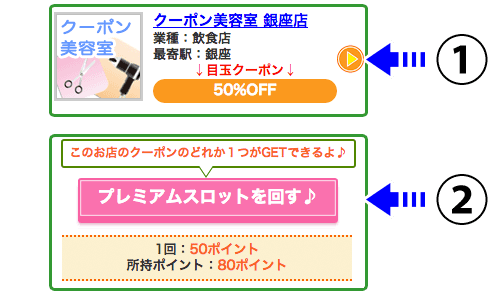 クーポン
美容室
クーポン美容室 銀座店
業種：飲食店
最寄駅：銀座
↓目玉クーポン↓
50%OFF
①
このお店のクーポンのどれか１つがGETできるよ♪
プレミアムスロットを回す♪
②
1回：50ポイント
所持ポイント：80ポイント